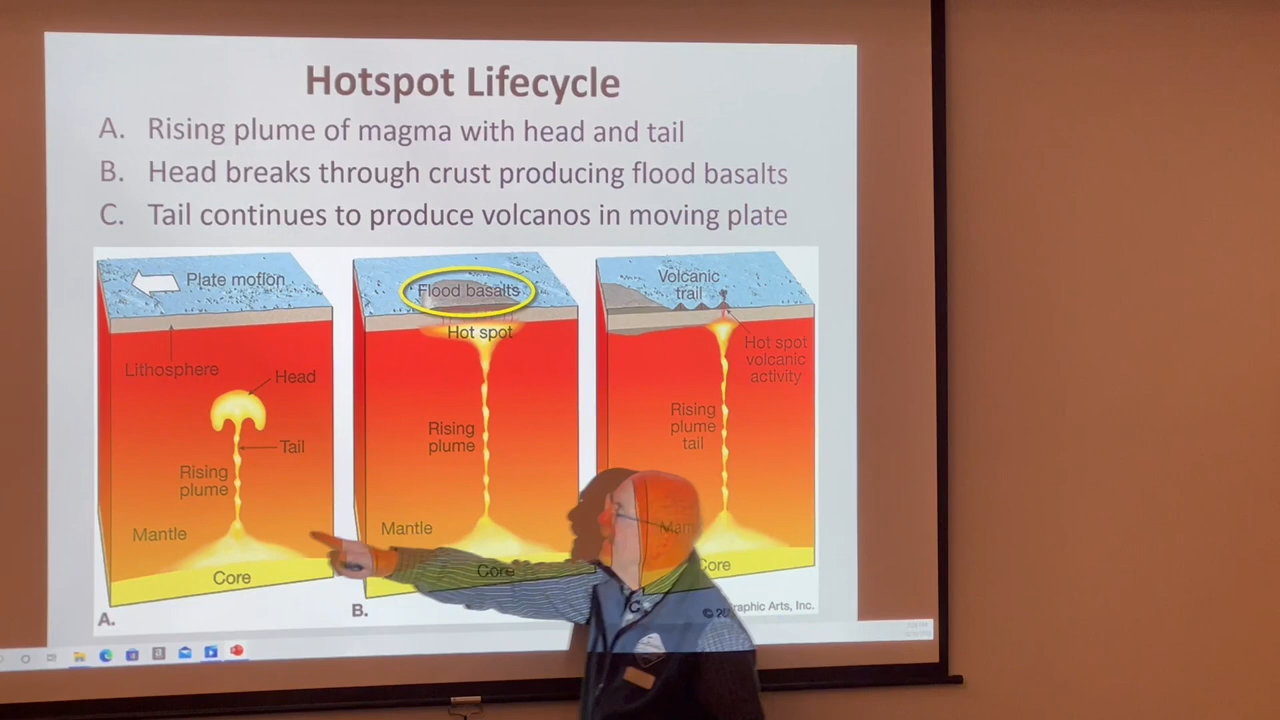 Hotspot Lifecycle
A. Rising plume of magma with head and tail
B. Head breaks through crust producing flood basalts
C. Tail continues to produce volcanos in moving plate
Plate motion
Lithosphere
Head
Tail
Rising
plume
Mantle
Core
A.
Flood basalts
Hot spot
Rising
plume
Mantle
Core
B.
Volcanic
trail
Hot spot
volcanic
activity
Rising
plume
tail
Core
C
Graphic Arts, Inc.